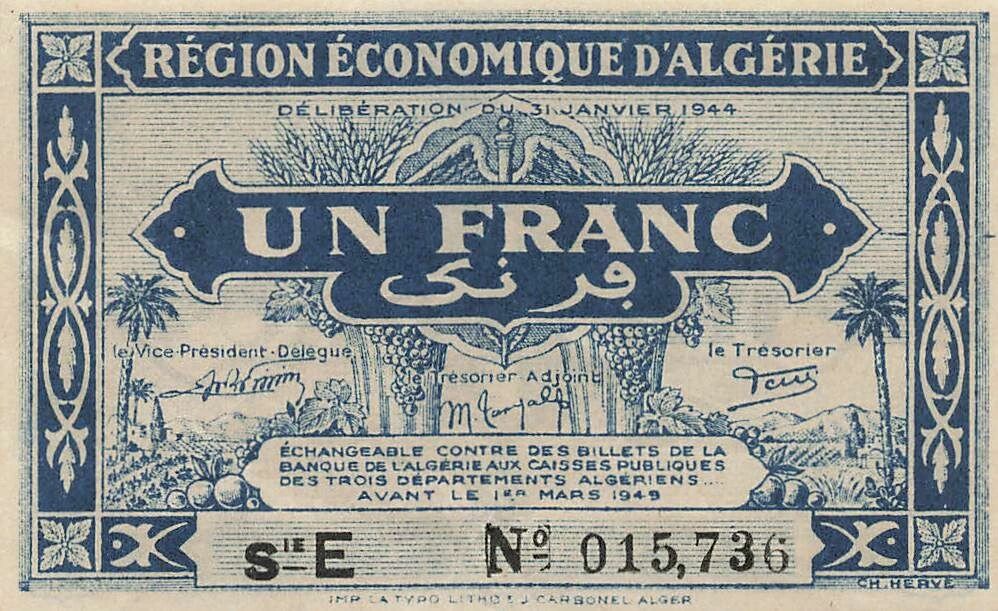 RÉGION ÉCONOMIQUE D'ALGÉRIE
DÉLIBÉRATION DU 31 JANVIER 1944
UN FRANC
فرنك
le Vice-Président-Délégué
le Trésorier
le Trésorier-Adjoint
ÉCHANGEABLE CONTRE DES BILLETS DE LA
BANQUE DE L'ALGÉRIE AUX CAISSES PUBLIQUES
DES TROIS DÉPARTEMENTS ALGÉRIENS....
AVANT LE 1ER MARS 1949
SIE E Nº 015,736
CH. HERVÉ
IMP. LA TYPO LITHO & J. CARBONEL ALGER